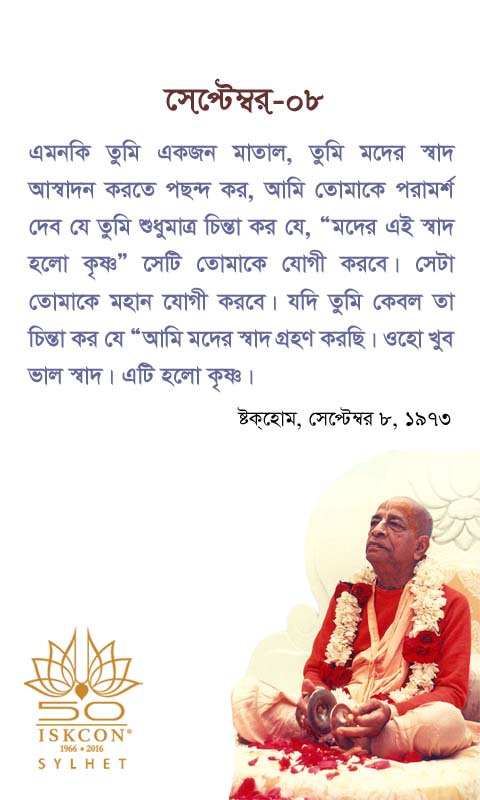 সেপ্টেম্বর-০৮
এমনকি তুমি একজন মাতাল, তুমি মদের স্বাদ
আস্বাদন করতে পছন্দ কর, আমি তোমাকে পরামর্শ
দেব যে তুমি শুধুমাত্র চিন্তা কর যে, “মদের এই স্বাদ
হলো কৃষ্ণ” সেটি তোমাকে যোগী করবে। সেটা
তোমাকে মহান যোগী করবে। যদি তুমি কেবল তা
চিন্তা কর যে “আমি মদের স্বাদ গ্রহণ করছি। ওহো খুব
ভাল স্বাদ। এটি হলো কৃষ্ণ।
ষ্টক্‌হোম, সেপ্টেম্বর ৮, ১৯৭৩
50
ISKCON®
1966 • 2016
SYLHET